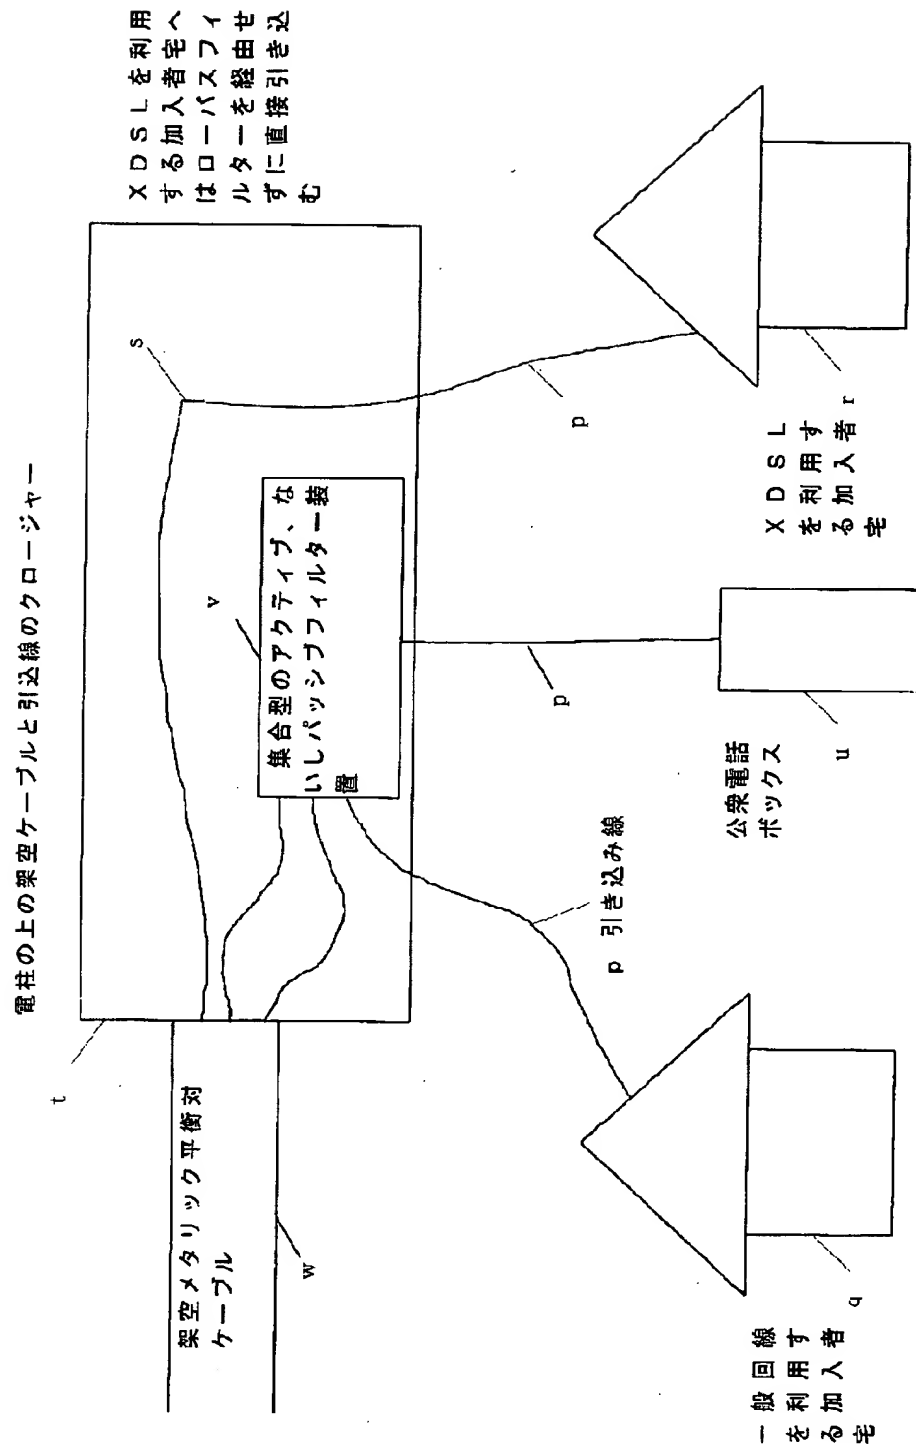 電柱の上の架空ケーブルと引込線のクロージャー
XDSLを利用
する加入者宅へ
はローパスフィ
ルターを経由せ
ずに直接引き込
む
t
架空メタリック平衡対
ケーブル
w
s
v
集合型のアクティブ、な
いしパッシブフィルター装
置
p 引き込み線
p
p
一般回線
を利用す
る加入者
宅
q
公衆電話
ボックス
u
XDSL
を利用す
る加入者
宅
r